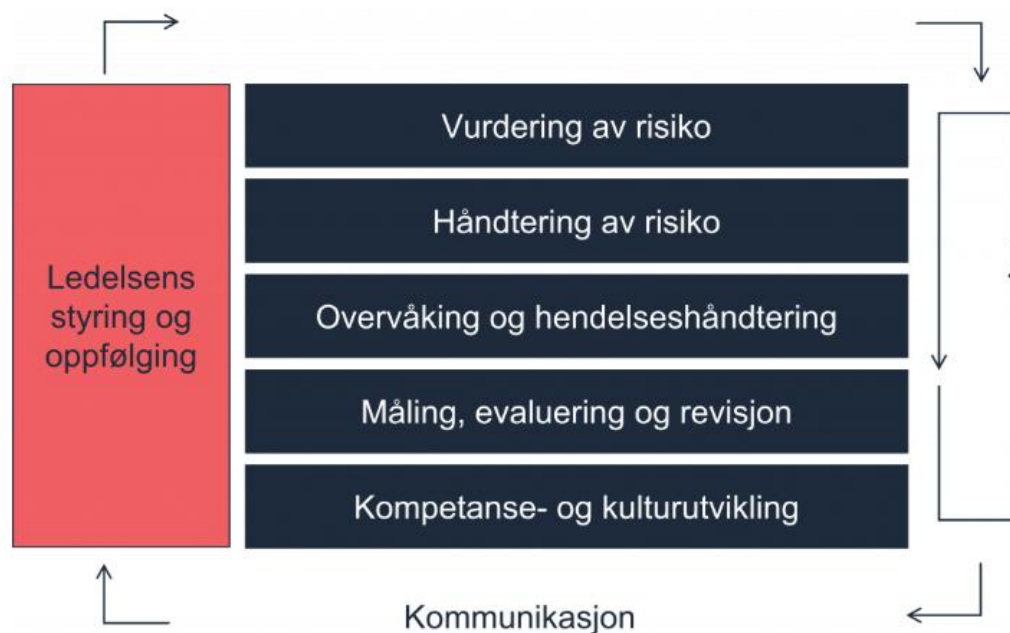 Ledelsens
styring og
oppfølging
Vurdering av risiko
Håndtering av risiko
Overvåking og hendelseshåndtering
Måling, evaluering og revisjon
Kompetanse- og kulturutvikling
Kommunikasjon